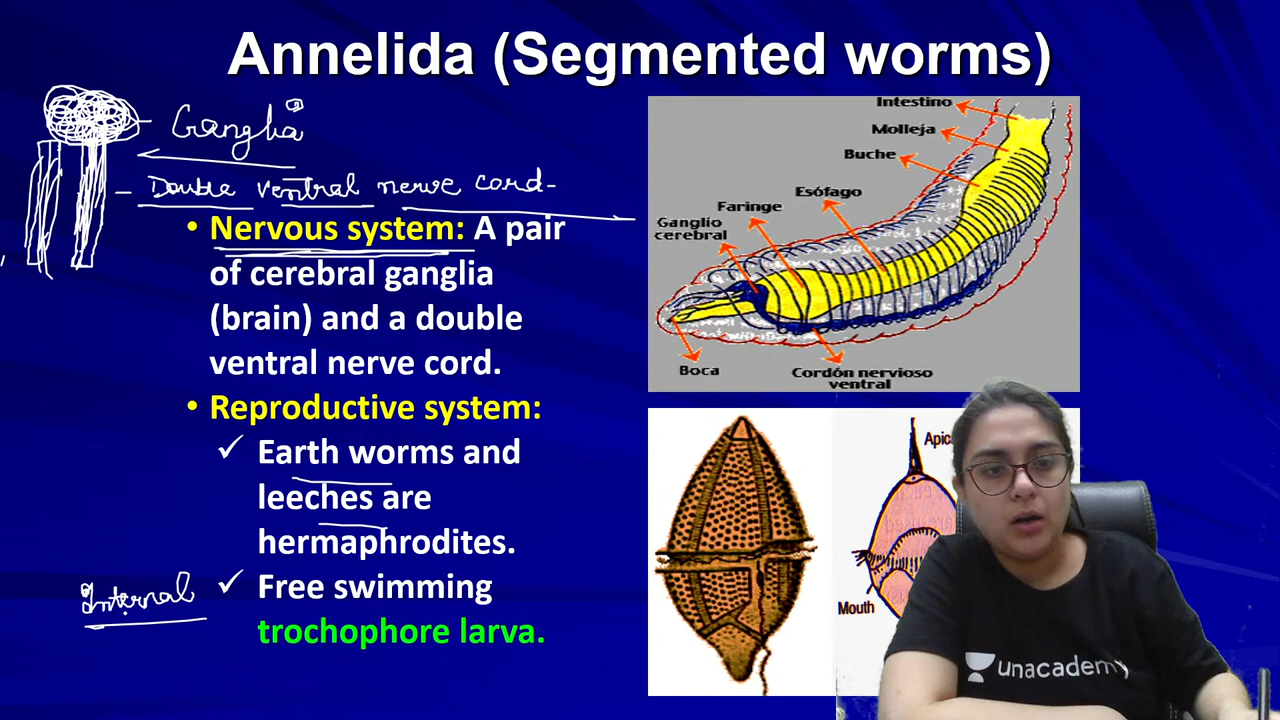 Annelida (Segmented worms)
Ganglia
Double ventral nerve cord-
• Nervous system: A pair
of cerebral ganglia
(brain) and a double
ventral nerve cord.
• Reproductive system:
✓ Earth worms and
leeches are
hermaphrodites.
Internal
✓ Free swimming
trochophore larva.
Intestino
Molleja
Buche
Esófago
Faringe
Ganglio
cerebral
Boca
Cordón nervioso
ventral
Apic
Mouth
unacademy